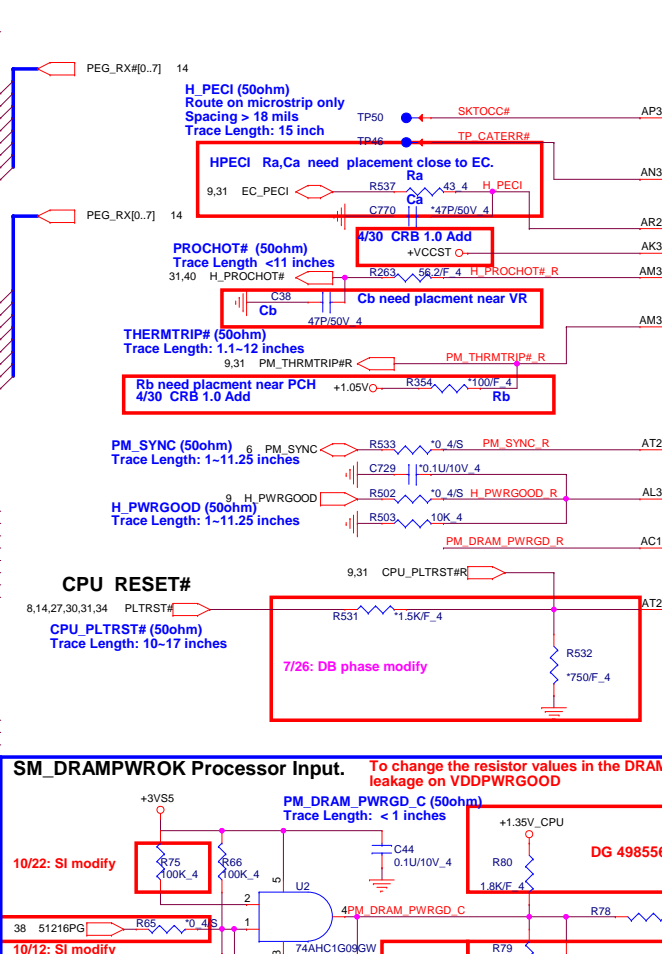 PEG_RX#[0..7] 14
H_PECI (50ohm)
Route on microstrip only
Spacing > 18 mils
Trace Length: 15 inch
TP50 SKTOCC# AP3
TP46 TP_CATERR#
HPECI Ra,Ca need placement close to EC.
Ra
AN3
9,31 EC_PECI R537 43_4 H_PECI
Ca
PEG_RX[0..7] 14
C770 *47P/50V_4
AR2
4/30 CRB 1.0 Add
PROCHOT# (50ohm)
Trace Length <11 inches
+VCCST AK3
31,40 H_PROCHOT# R263 56.2/F_4 H_PROCHOT#_R AM3
C38 Cb need placment near VR
Cb
47P/50V_4
AM3
THERMTRIP# (50ohm)
Trace Length: 1.1~12 inches
9,31 PM_THRMTRIP#R PM_THRMTRIP#_R
Rb need placment near PCH
4/30 CRB 1.0 Add
+1.05V R354 *100/F_4
Rb
PM_SYNC (50ohm)
Trace Length: 1~11.25 inches
6 PM_SYNC R533 *0_4/S PM_SYNC_R AT2
C729 *0.1U/10V_4
H_PWRGOOD (50ohm)
Trace Length: 1~11.25 inches
9 H_PWRGOOD R502 *0_4/S H_PWRGOOD_R AL3
R503 10K_4
PM_DRAM_PWRGD_R AC1
9,31 CPU_PLTRST#R
CPU RESET#
8,14,27,30,31,34 PLTRST# AT2
R531 *1.5K/F_4
CPU_PLTRST# (50ohm)
Trace Length: 10~17 inches
7/26: DB phase modify
R532
*750/F_4
SM_DRAMPWROK Processor Input.
To change the resistor values in the DRAM
leakage on VDDPWRGOOD
+3VS5
PM_DRAM_PWRGD_C (50ohm)
Trace Length: < 1 inches
+1.35V_CPU
10/22: SI modify
R75
100K_4
R66
100K_4
C44
0.1U/10V_4
R80
1.8K/F_4
DG 498556
5
U2
2
4 PM_DRAM_PWRGD_C
R78
38 51216PG R65 *0_4/S 1
10/12: SI modify
3
74AHC1G09GW
R79